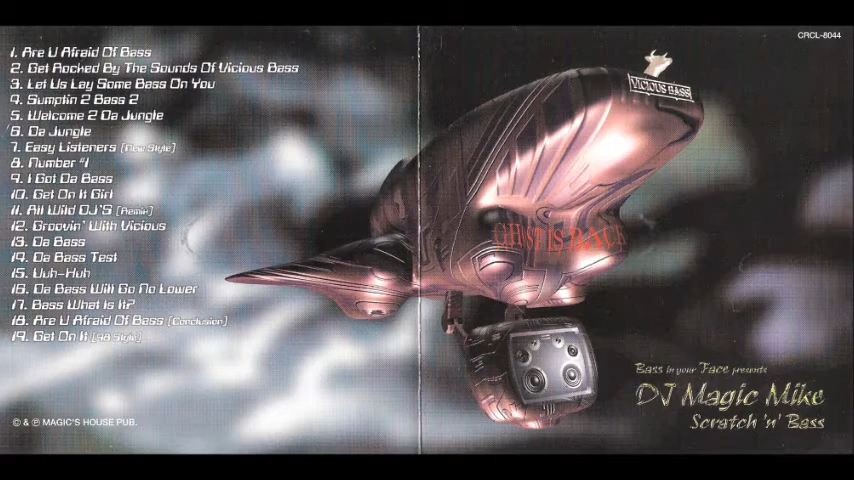 1. Are U Afraid Of Bass
2. Get Rocked By The Sounds Of Vicious Bass
3. Let Us Lay Some Bass On You
4. Sumptin 2 Bass 2
5. Welcome 2 Da Jungle
6. Da Jungle
7. Easy Listeners [New Style]
8. Number #1
9. I Got Da Bass
10. Get On It Girl
11. All Wild DJ'S [Remix]
12. Groovin' With Vicious
13. Da Bass
14. Da Bass Test
15. Uuh-Huh
16. Da Bass Will Go No Lower
17. Bass What Is It?
18. Are U Afraid Of Bass [Conclusion]
19. Get On It [98 Style]
© & ℗ MAGIC'S HOUSE PUB.
CRCL-8044
VICIOUS BASS
GHOST IS BACK
Bass in your Face presents
DJ Magic Mike
Scratch 'n' Bass